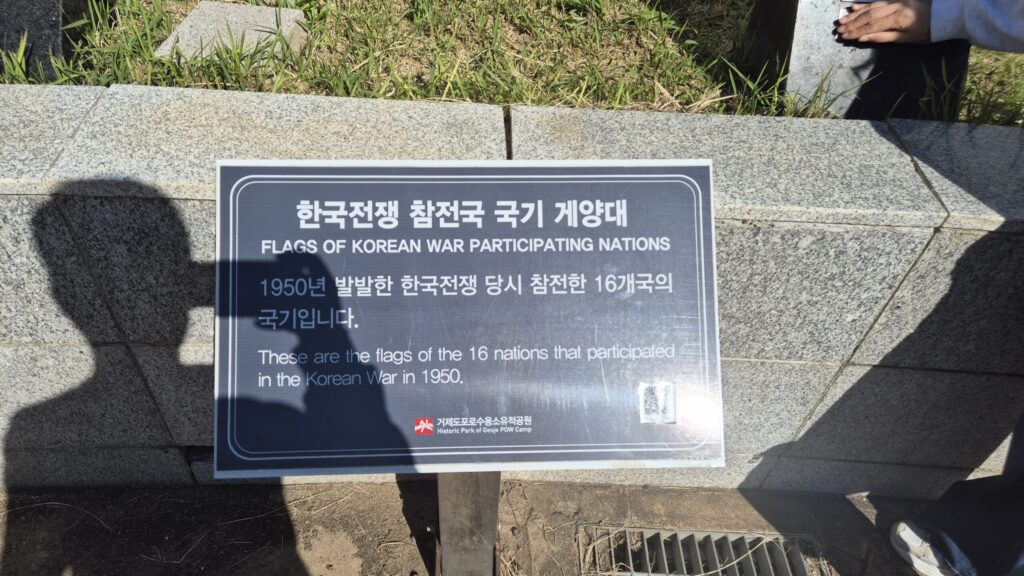 한국전쟁 참전국 국기 게양대
FLAGS OF KOREAN WAR PARTICIPATING NATIONS
1950년 발발한 한국전쟁 당시 참전한 16개국의
국기입니다.
These are the flags of the 16 nations that participated
in the Korean War in 1950.
거제도포로수용소유적공원
Historic Park of Geoje POW Camp